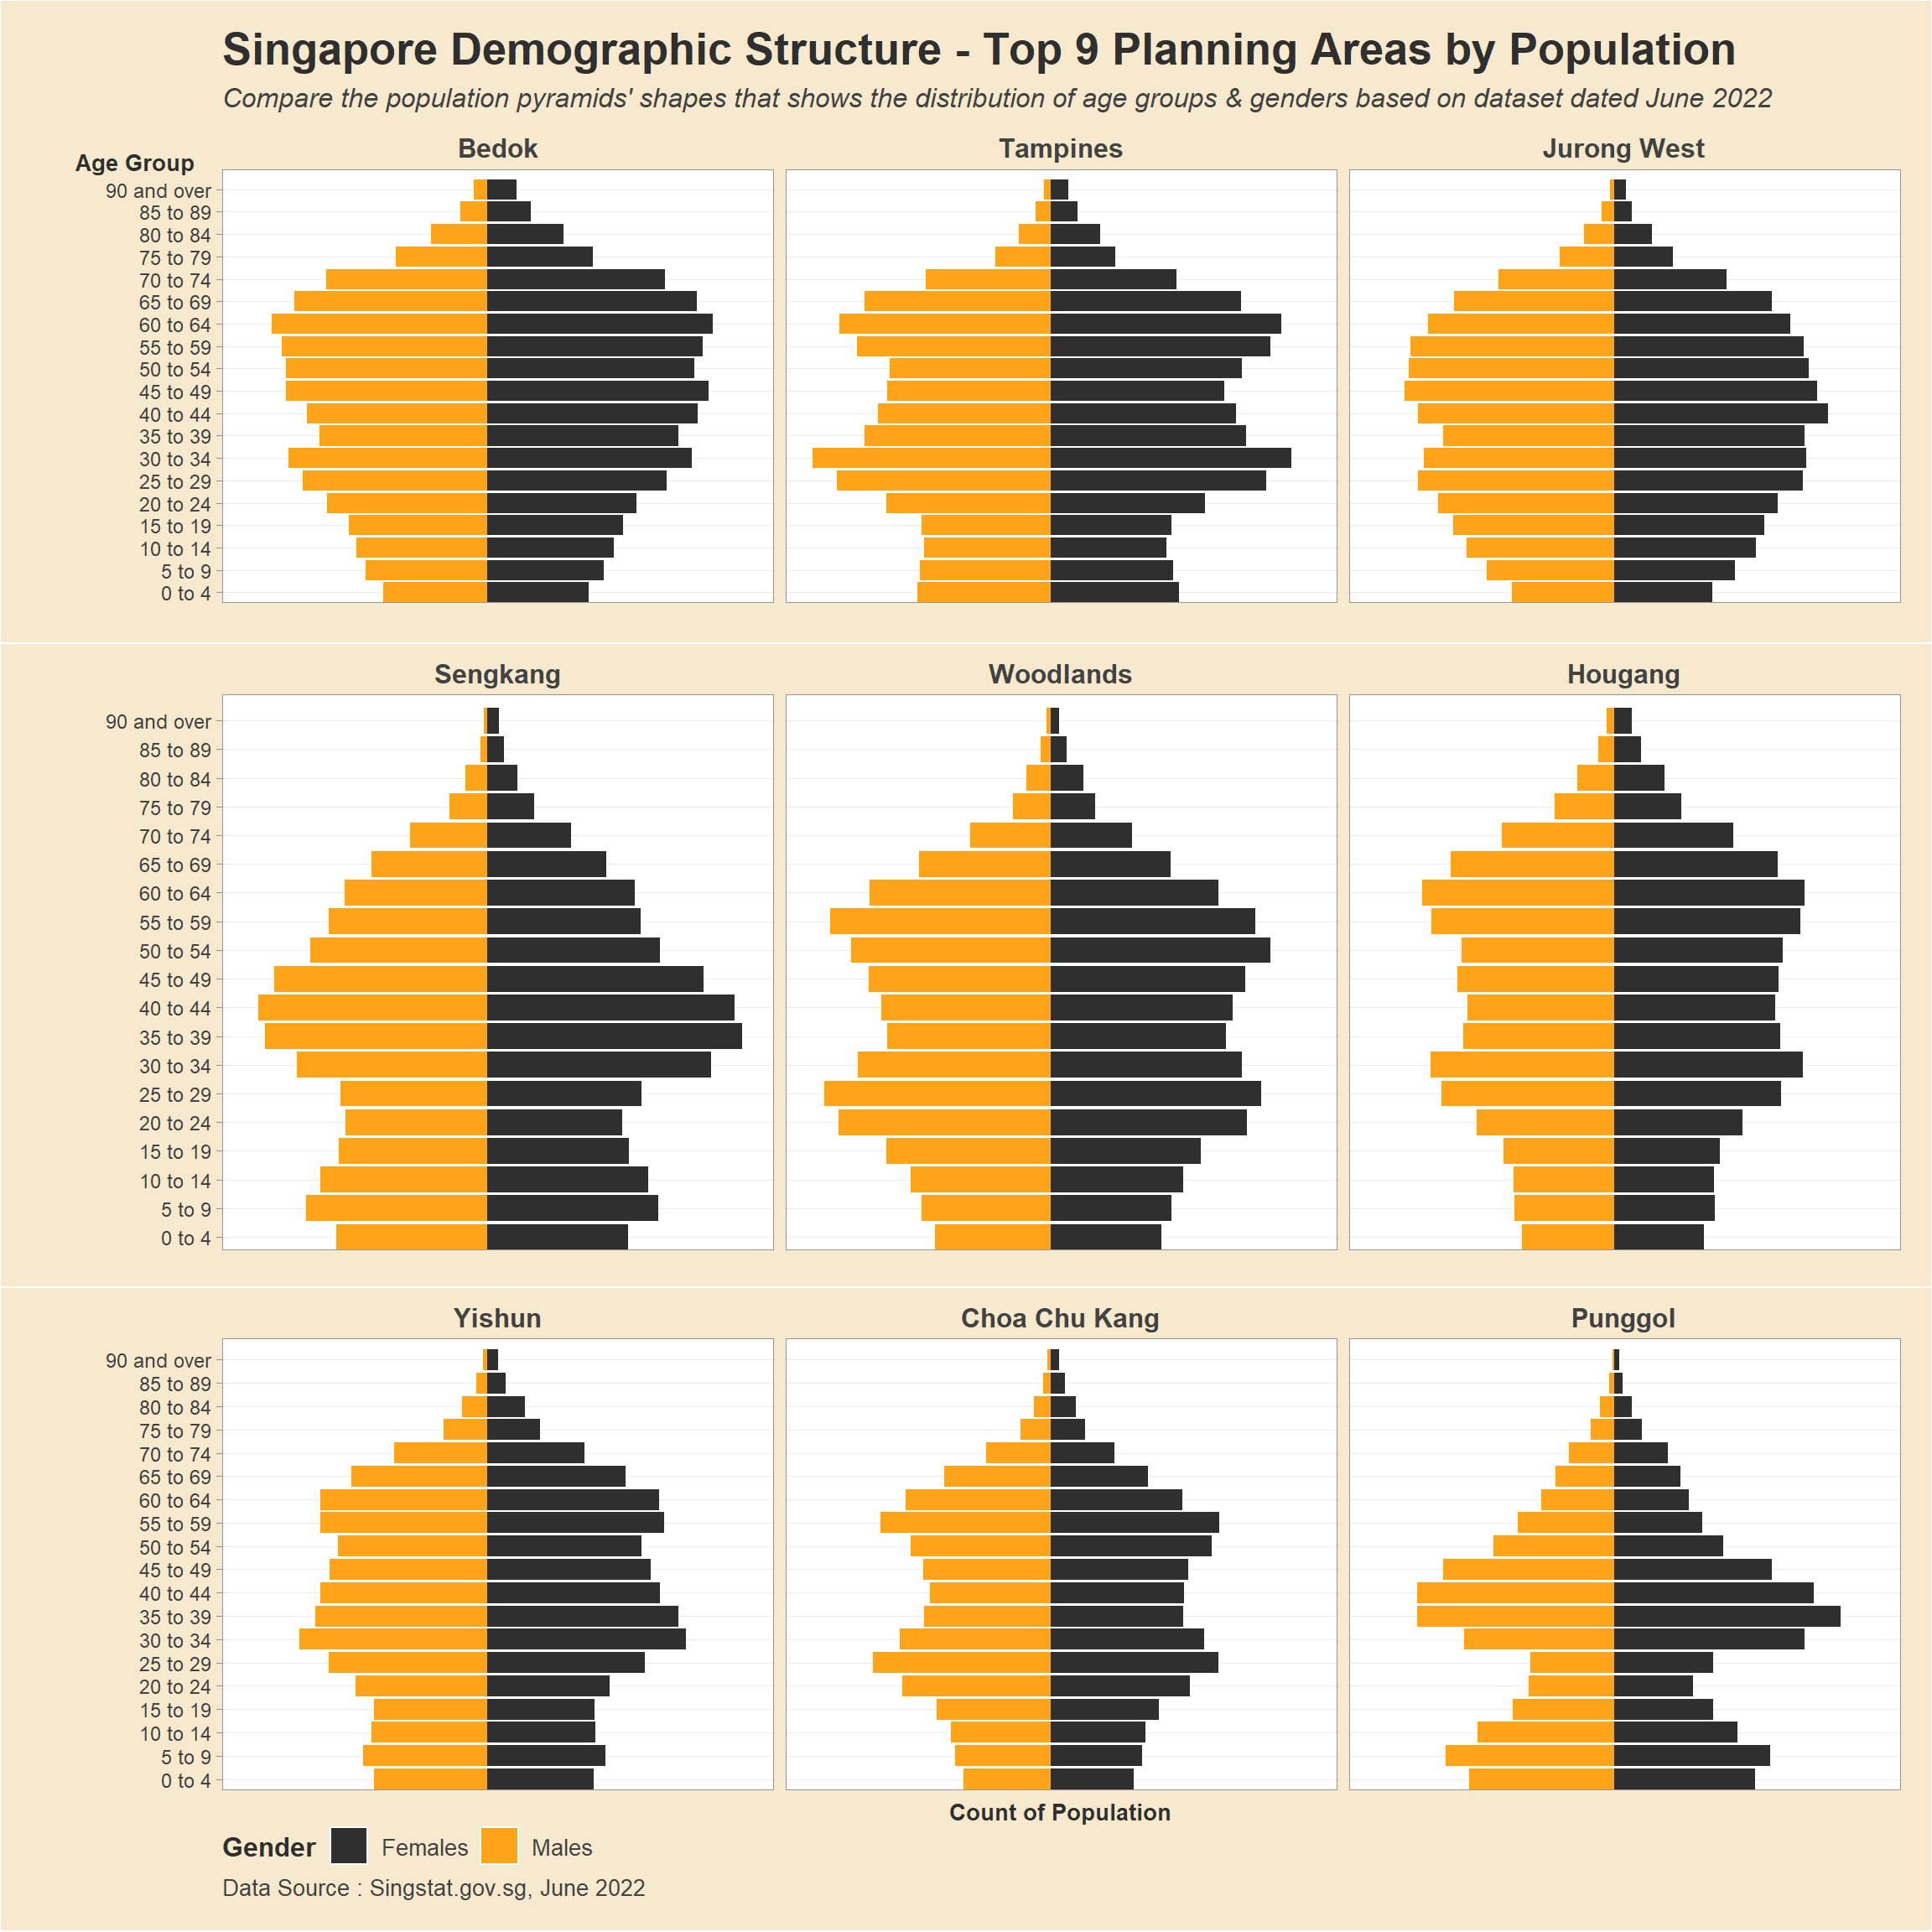 Singapore Demographic Structure - Top 9 Planning Areas by Population
Compare the population pyramids' shapes that shows the distribution of age groups & genders based on dataset dated June 2022
Bedok
Tampines
Jurong West
Age Group
90 and over
85 to 89
80 to 84
75 to 79
70 to 74
65 to 69
60 to 64
55 to 59
50 to 54
45 to 49
40 to 44
35 to 39
30 to 34
25 to 29
20 to 24
15 to 19
10 to 14
5 to 9
0 to 4
Sengkang
Woodlands
Hougang
90 and over
85 to 89
80 to 84
75 to 79
70 to 74
65 to 69
60 to 64
55 to 59
50 to 54
45 to 49
40 to 44
35 to 39
30 to 34
25 to 29
20 to 24
15 to 19
10 to 14
5 to 9
0 to 4
Yishun
Choa Chu Kang
Punggol
90 and over
85 to 89
80 to 84
75 to 79
70 to 74
65 to 69
60 to 64
55 to 59
50 to 54
45 to 49
40 to 44
35 to 39
30 to 34
25 to 29
20 to 24
15 to 19
10 to 14
5 to 9
0 to 4
Count of Population
Gender
Females
Males
Data Source : Singstat.gov.sg, June 2022